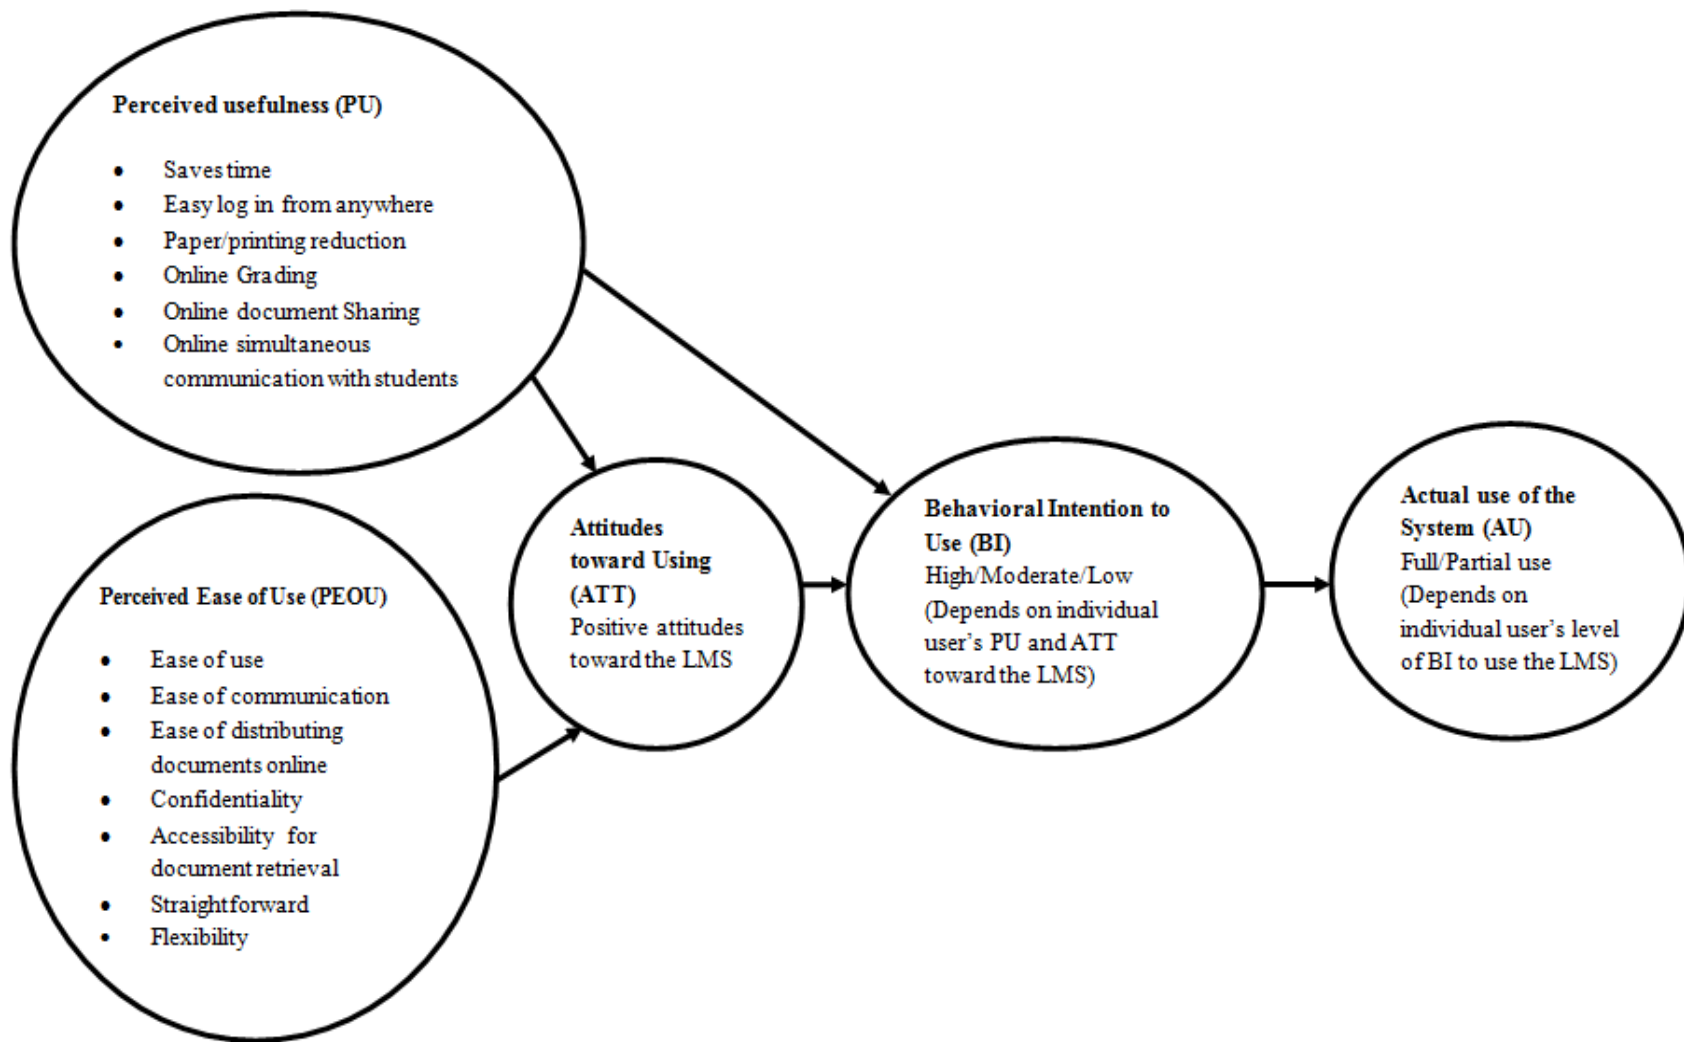 Perceived usefulness (PU)
• Saves time
• Easy log in from anywhere
• Paper/printing reduction
• Online Grading
• Online document Sharing
• Online simultaneous
communication with students
Perceived Ease of Use (PEOU)
• Ease of use
• Ease of communication
• Ease of distributing
documents online
• Confidentiality
• Accessibility for
document retrieval
• Straightforward
• Flexibility
Attitudes
toward Using
(ATT)
Positive attitudes
toward the LMS
Behavioral Intention to
Use (BI)
High/Moderate/Low
(Depends on individual
user’s PU and ATT
toward the LMS)
Actual use of the
System (AU)
Full/Partial use
(Depends on
individual user’s level
of BI to use the LMS)